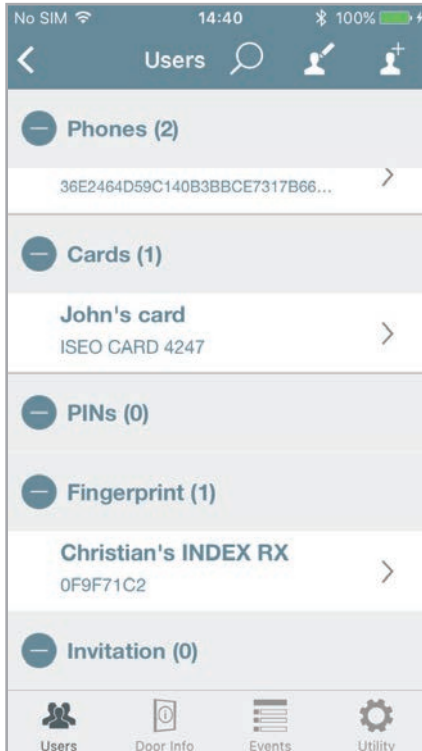 No SIM 14:40 100%
Users
Phones (2)
36E2464D59C140B3BBCE7317B66...
Cards (1)
John's card
ISEO CARD 4247
PINs (0)
Fingerprint (1)
Christian's INDEX RX
0F9F71C2
Invitation (0)
Users Door Info Events Utility